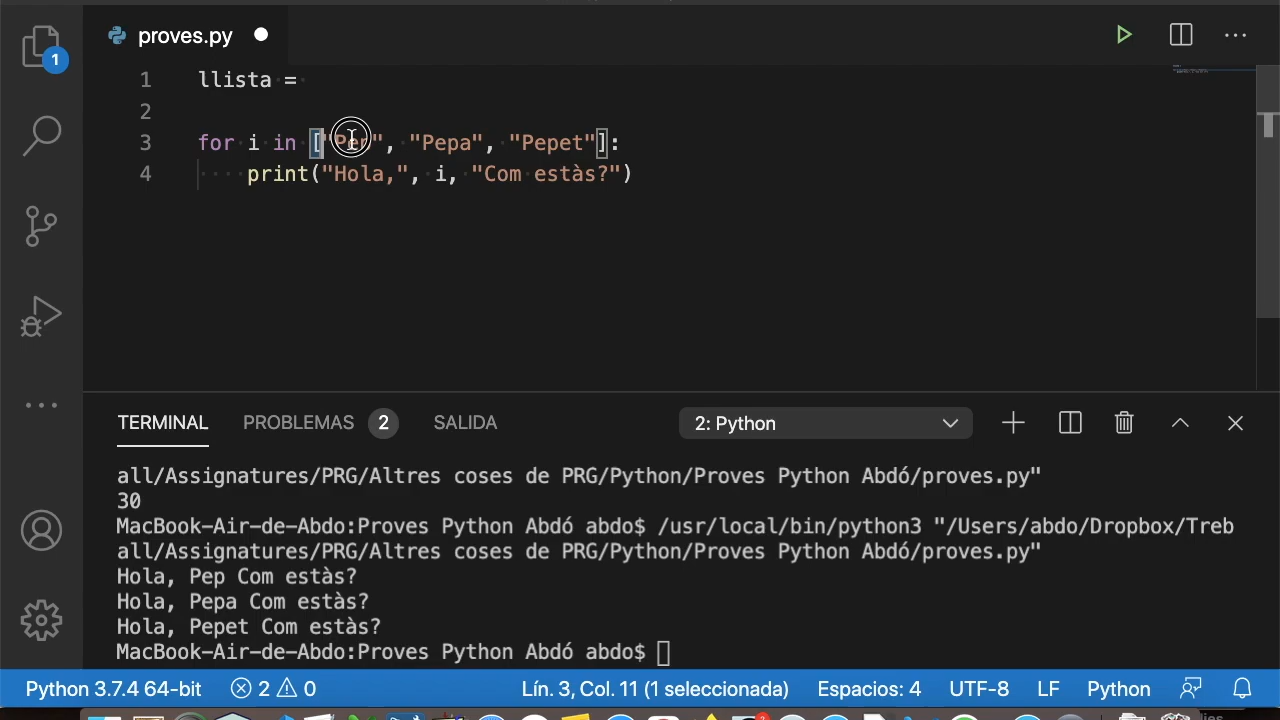 proves.py
1
1 llista =
2
3 for i in ["Pep", "Pepa", "Pepet"]:
4 print("Hola,", i, "Com estàs?")
TERMINAL PROBLEMAS 2 SALIDA 2: Python
all/Assignatures/PRG/Altres coses de PRG/Python/Proves Python Abdó/proves.py"
30
MacBook-Air-de-Abdo:Proves Python Abdó abdo$ /usr/local/bin/python3 "/Users/abdo/Dropbox/Treb
all/Assignatures/PRG/Altres coses de PRG/Python/Proves Python Abdó/proves.py"
Hola, Pep Com estàs?
Hola, Pepa Com estàs?
Hola, Pepet Com estàs?
MacBook-Air-de-Abdo:Proves Python Abdó abdo$
Python 3.7.4 64-bit 2 0 Lín. 3, Col. 11 (1 seleccionada) Espacios: 4 UTF-8 LF Python